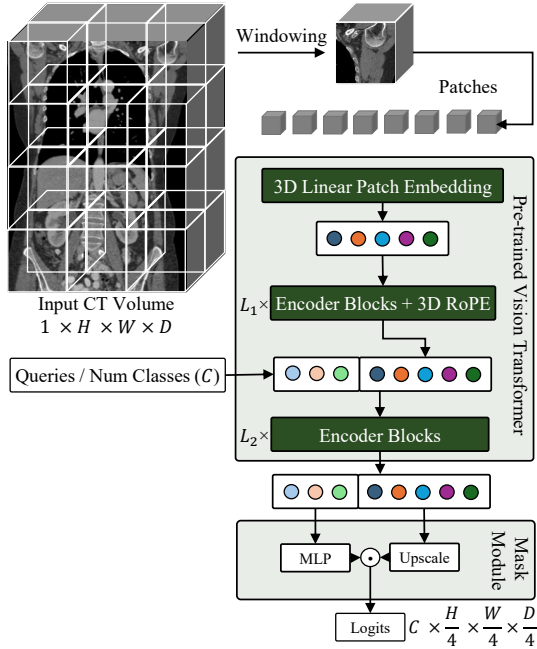 Windowing
Patches
Input CT Volume
1 × H × W × D
3D Linear Patch Embedding
L₁× Encoder Blocks + 3D RoPE
Queries / Num Classes (C)
L₂× Encoder Blocks
Pre-trained Vision Transformer
MLP
Upscale
Mask
Module
Logits
C × H/4 × W/4 × D/4